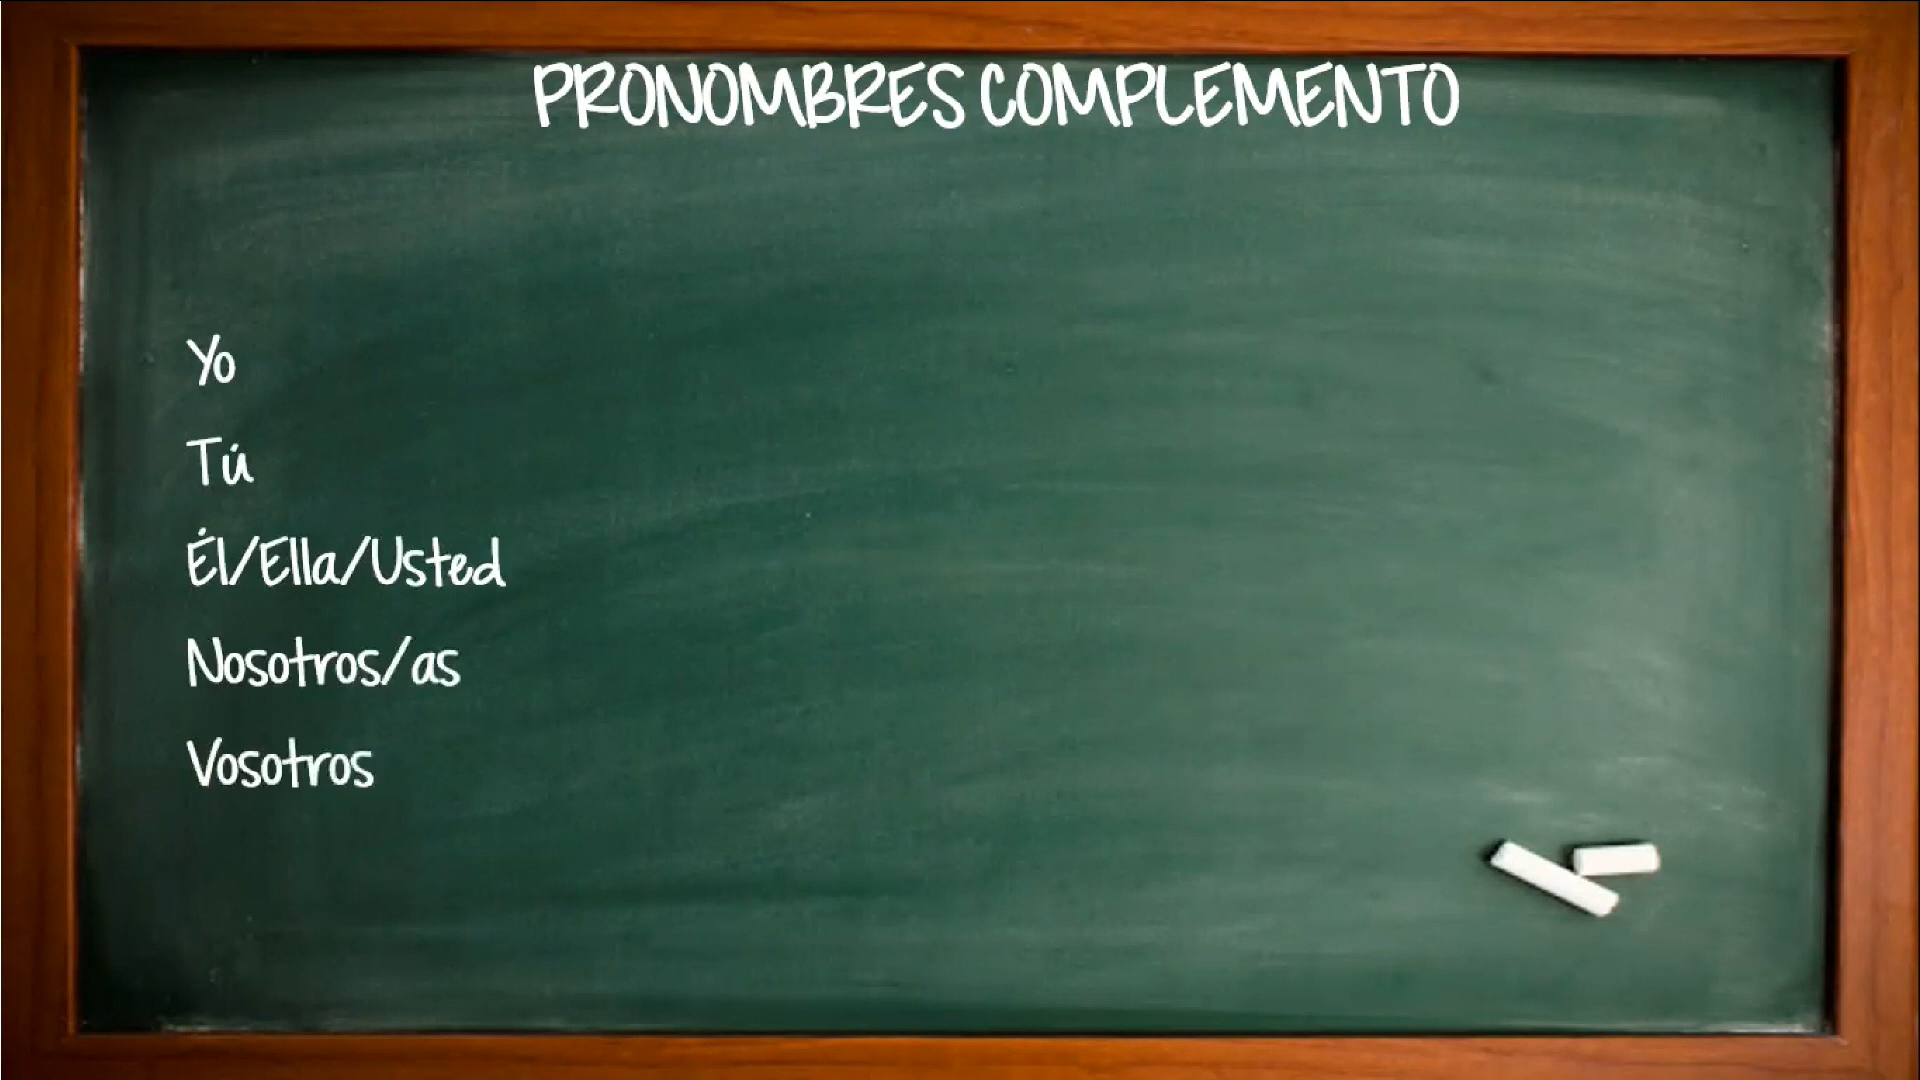 PRONOMBRES COMPLEMENTO
Yo
Tú
Él/Ella/Usted
Nosotros/as
Vosotros